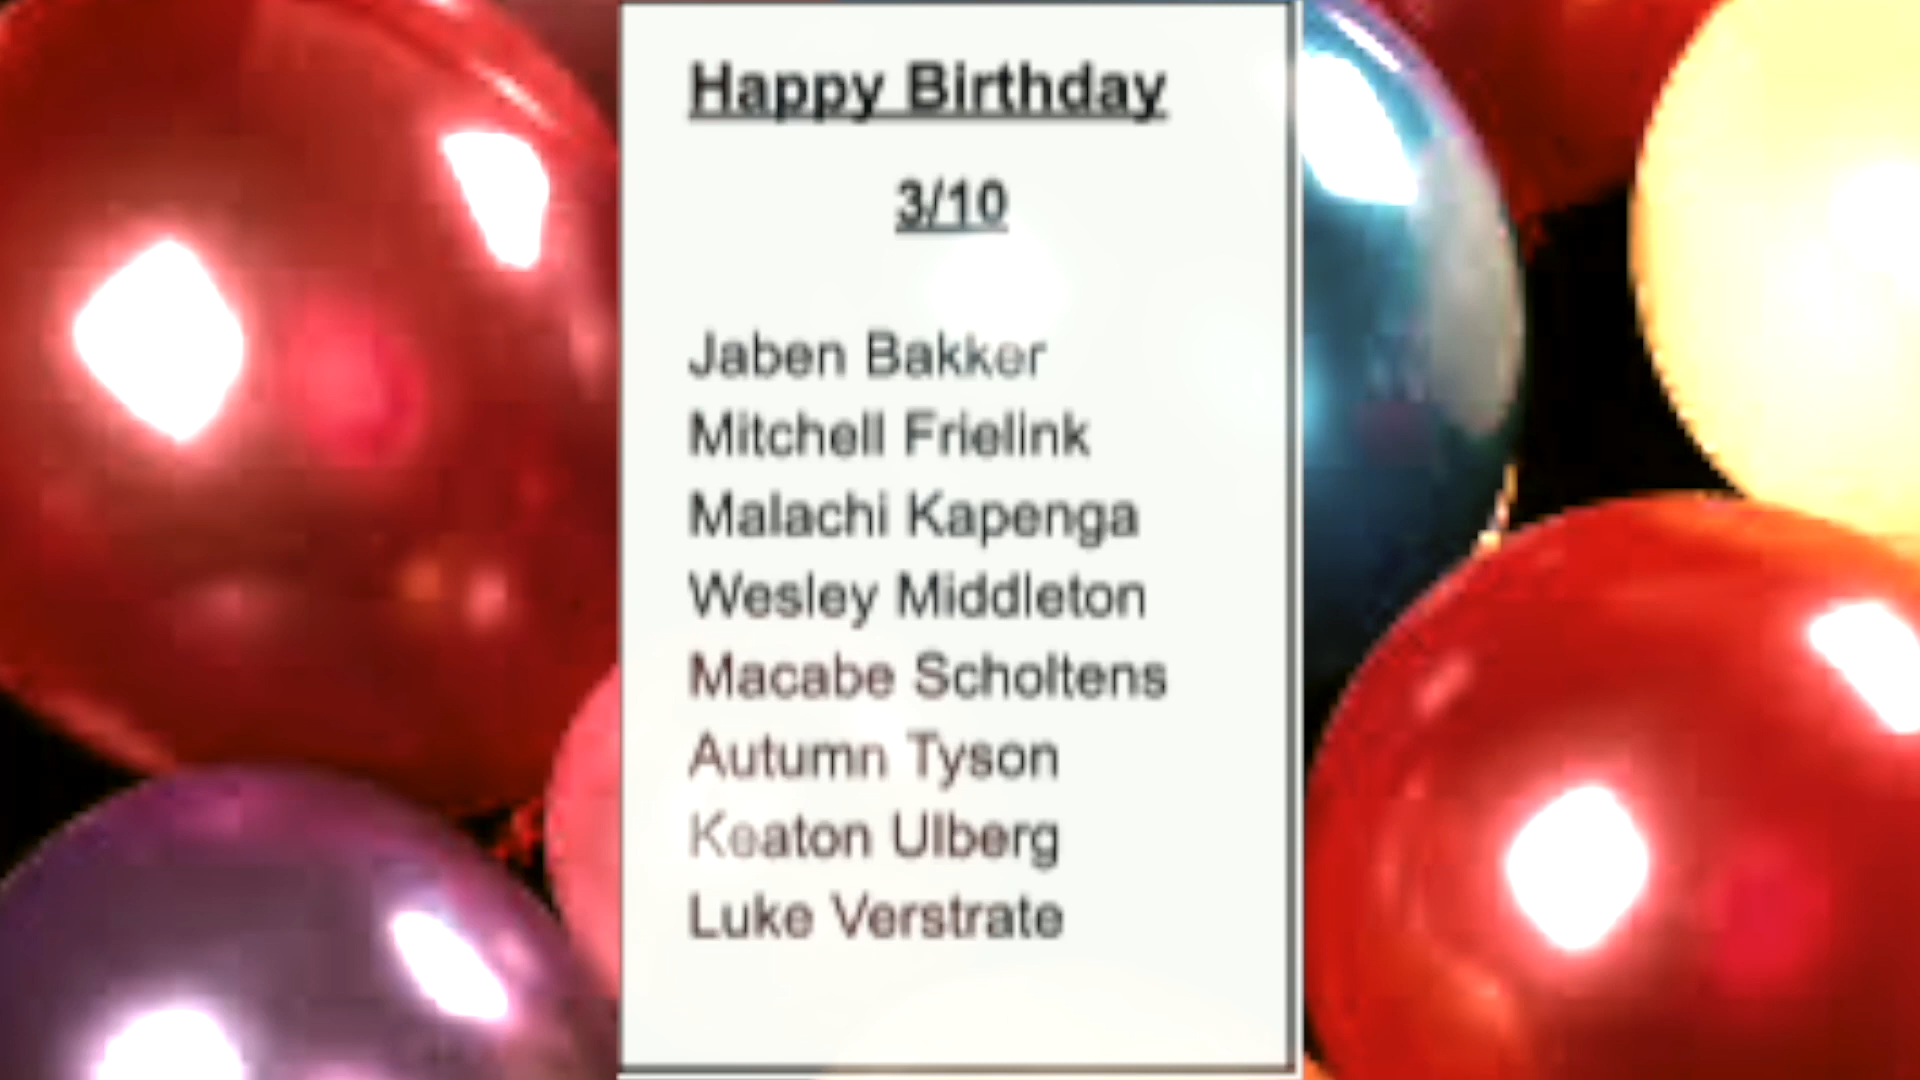 Happy Birthday
3/10
Jaben Bakker
Mitchell Frielink
Malachi Kapenga
Wesley Middleton
Macabe Scholtens
Autumn Tyson
Keaton Ulberg
Luke Verstrate